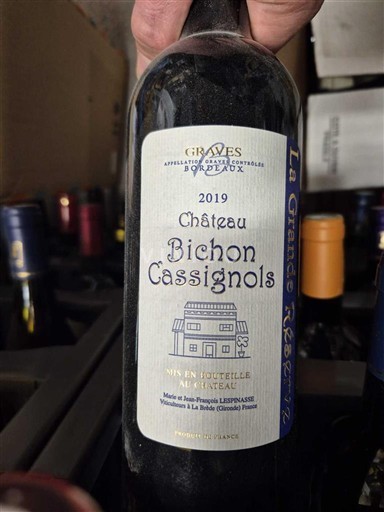 GRAVES
APPELLATION GRAVES CONTRÔLÉE
BORDEAUX
2019
Château
Bichon
Cassignols
MIS EN BOUTEILLE
AU CHÂTEAU
Marie et Jean-François LESPINASSE
Viticulteurs à La Brède (Gironde) France
PRODUIT DE FRANCE
La Grande Réserve